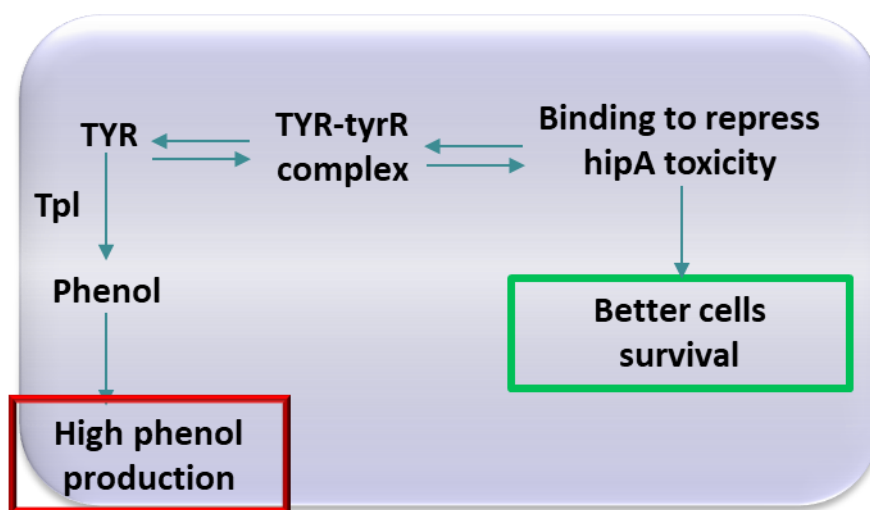 TYR
TYR-tyrR
complex
Binding to repress
hipA toxicity
Tpl
Phenol
Better cells
survival
High phenol
production